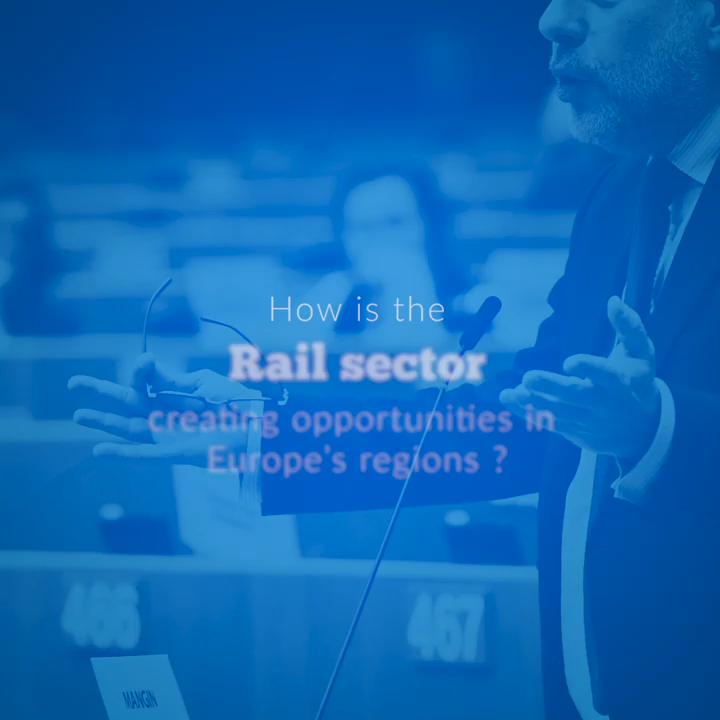 How is the
Rail sector
creating opportunities in
Europe's regions ?
466
467
MANGIN